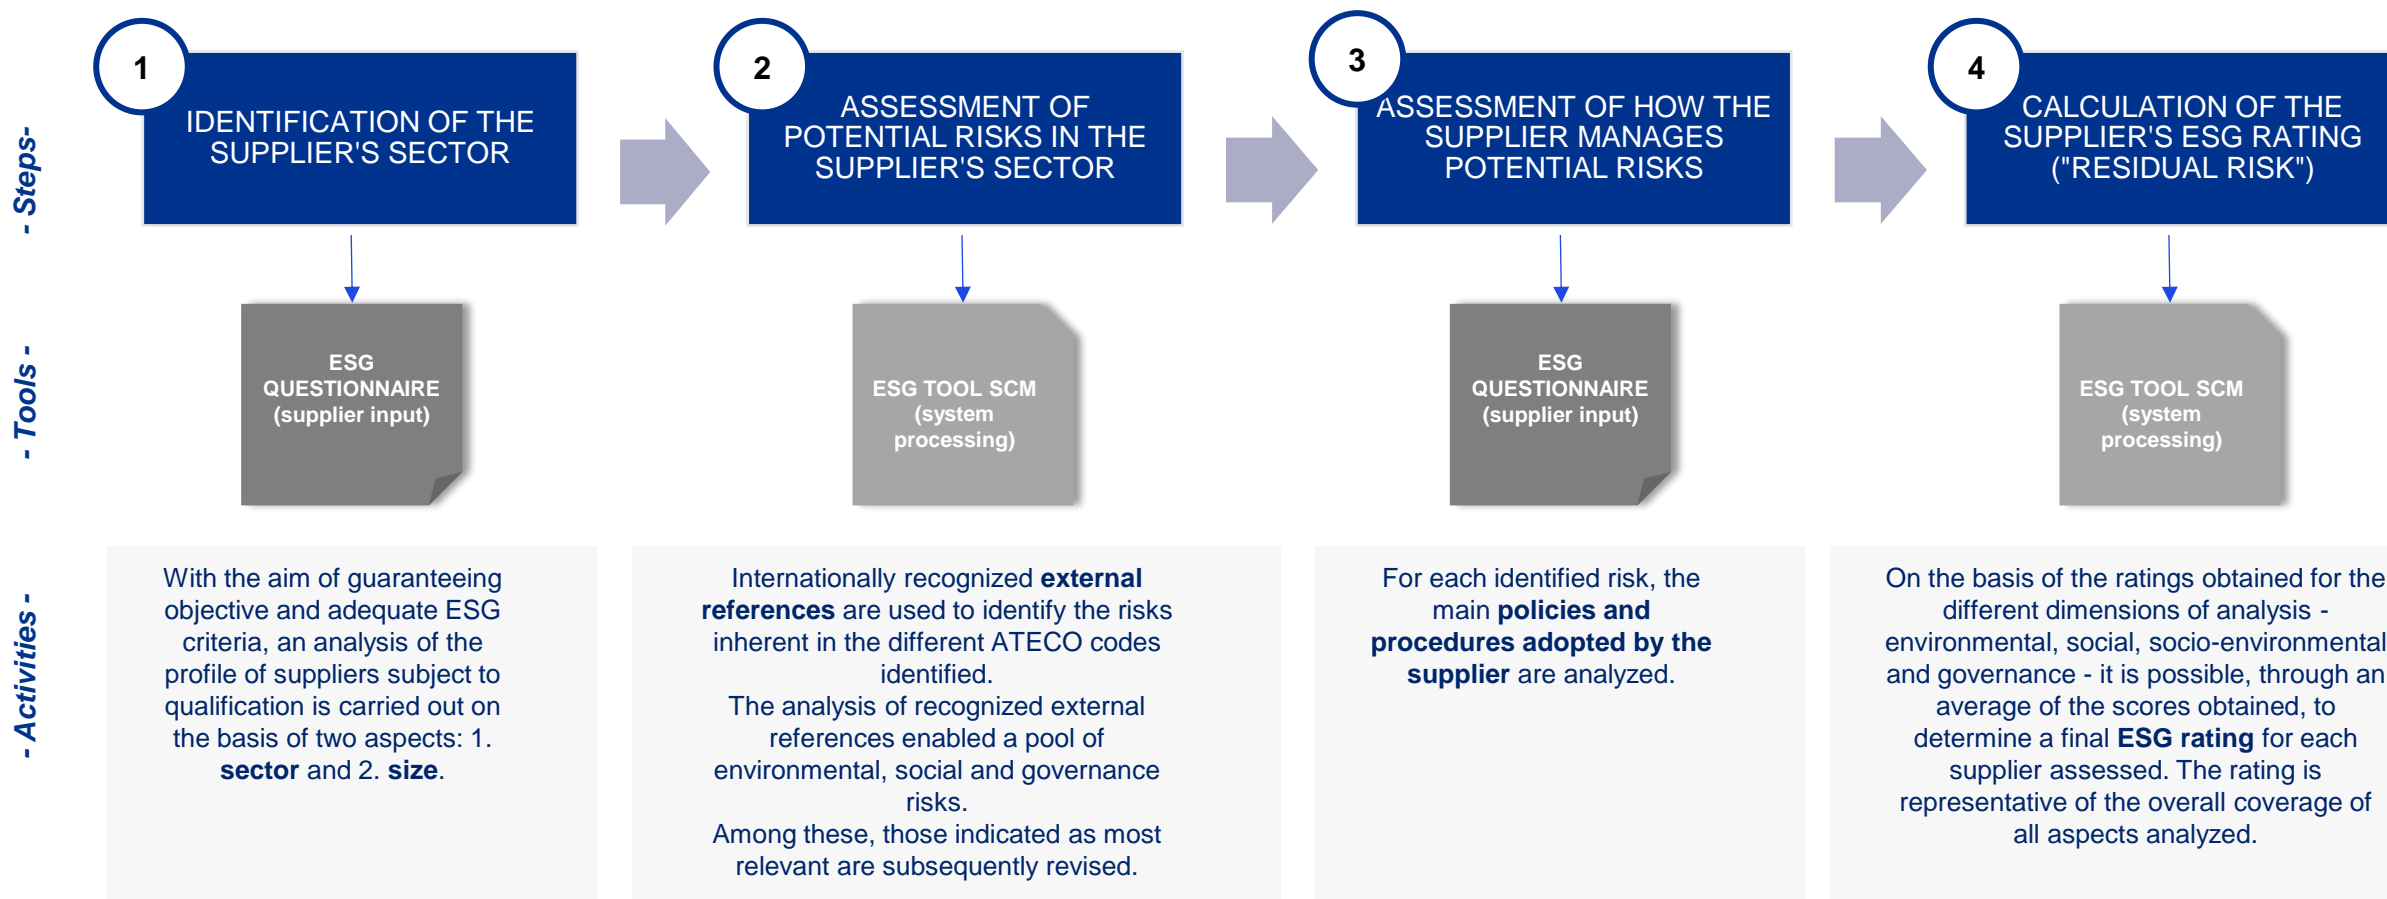 - Steps-
1
IDENTIFICATION OF THE
SUPPLIER'S SECTOR
2
ASSESSMENT OF
POTENTIAL RISKS IN THE
SUPPLIER'S SECTOR
3
ASSESSMENT OF HOW THE
SUPPLIER MANAGES
POTENTIAL RISKS
4
CALCULATION OF THE
SUPPLIER'S ESG RATING
("RESIDUAL RISK")
- Tools -
ESG
QUESTIONNAIRE
(supplier input)
ESG TOOL SCM
(system
processing)
ESG
QUESTIONNAIRE
(supplier input)
ESG TOOL SCM
(system
processing)
- Activities -
With the aim of guaranteeing
objective and adequate ESG
criteria, an analysis of the
profile of suppliers subject to
qualification is carried out on
the basis of two aspects: 1.
sector and 2. size.
Internationally recognized external
references are used to identify the risks
inherent in the different ATECO codes
identified.
The analysis of recognized external
references enabled a pool of
environmental, social and governance
risks.
Among these, those indicated as most
relevant are subsequently revised.
For each identified risk, the
main policies and
procedures adopted by the
supplier are analyzed.
On the basis of the ratings obtained for the
different dimensions of analysis -
environmental, social, socio-environmental
and governance - it is possible, through an
average of the scores obtained, to
determine a final ESG rating for each
supplier assessed. The rating is
representative of the overall coverage of
all aspects analyzed.